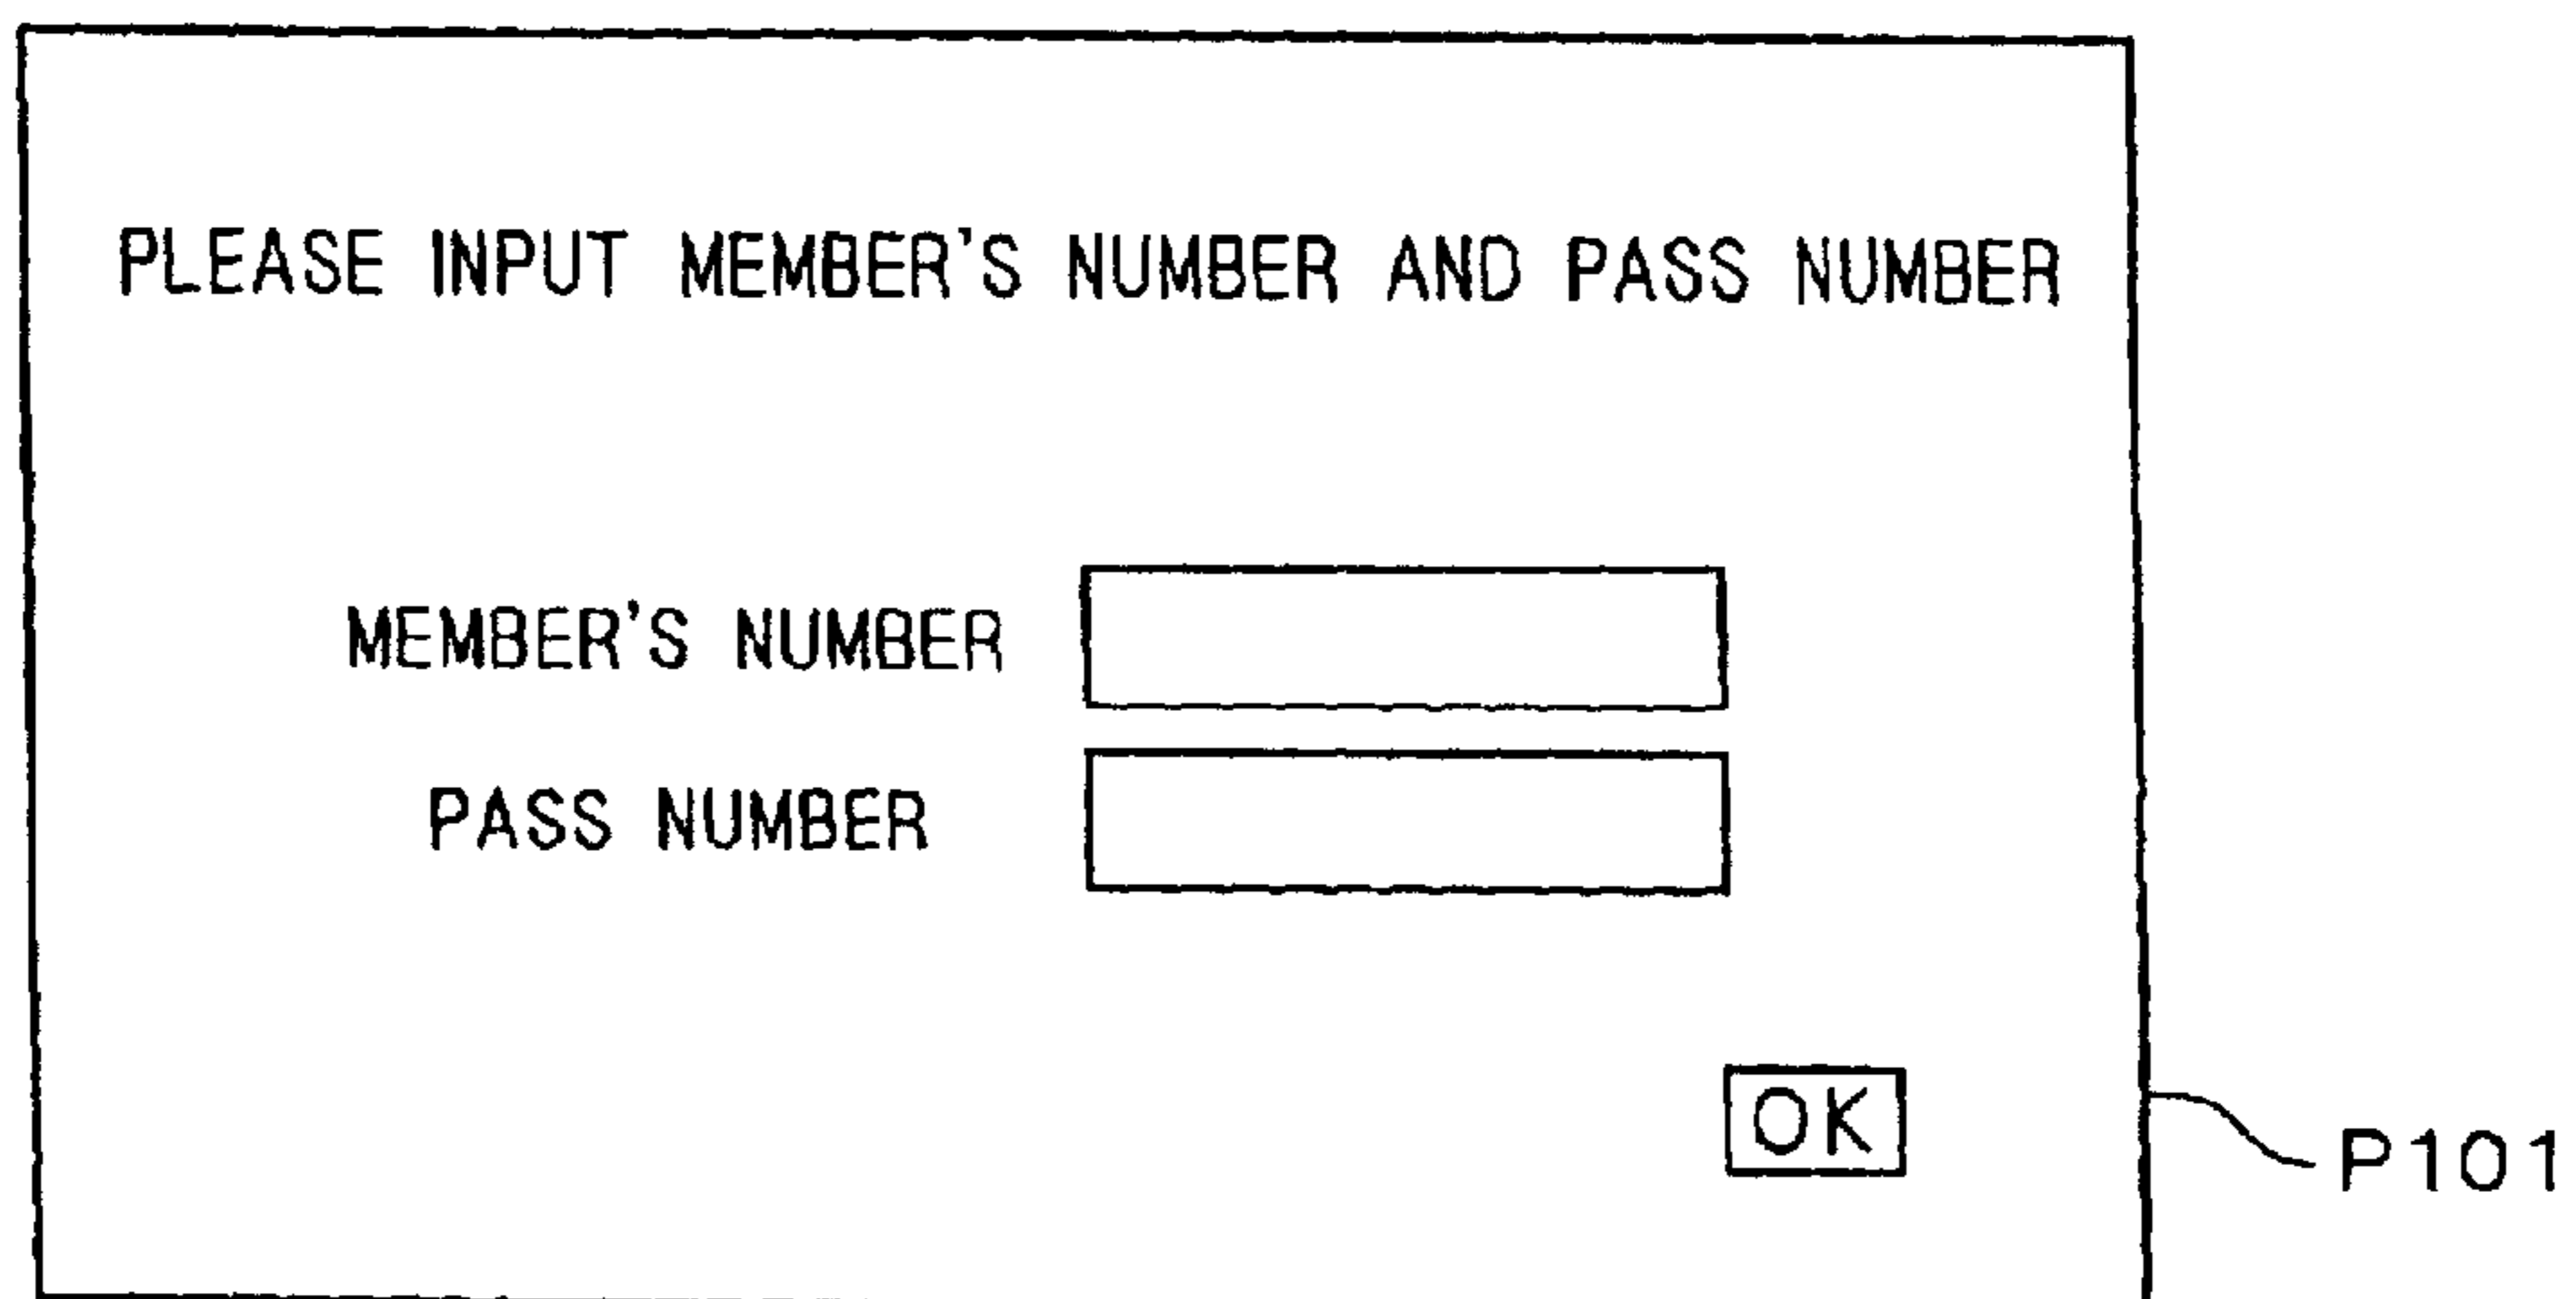 PLEASE INPUT MEMBER'S NUMBER AND PASS NUMBER
MEMBER'S NUMBER
PASS NUMBER
OK
P101